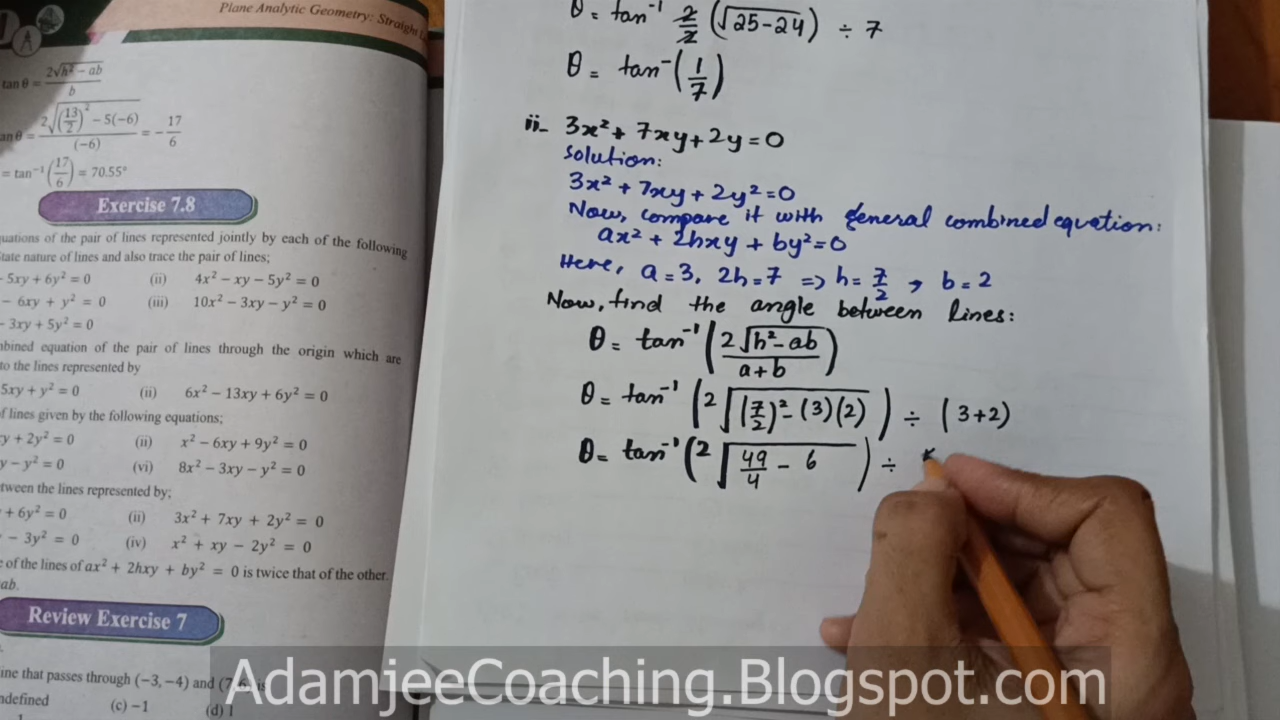 Plane Analytic Geometry: Straight
tan θ = 2√(h² − ab) / b
2√((13/2)² − 5(−6)) / (−6) = − 17/6
= tan⁻¹(17/6) = 70.55°
Exercise 7.8
of the pair of lines represented jointly by each of the following
nature of lines and also trace the pair of lines;
5xy + 6y² = 0 (ii) 4x² − xy − 5y² = 0
− 6xy + y² = 0 (iii) 10x² − 3xy − y² = 0
− 3xy + 5y² = 0
equation of the pair of lines through the origin which are
to the lines represented by
5xy + y² = 0 (ii) 6x² − 13xy + 6y² = 0
lines given by the following equations;
y + 2y² = 0 (ii) x² − 6xy + 9y² = 0
y − y² = 0 (vi) 8x² − 3xy − y² = 0
the lines represented by;
+ 6y² = 0 (ii) 3x² + 7xy + 2y² = 0
− 3y² = 0 (iv) x² + xy − 2y² = 0
of the lines of ax² + 2hxy + by² = 0 is twice that of the other.
ab.
Review Exercise 7
that passes through (−3, −4) and
(c) −1 (d) 1
θ = tan⁻¹ 2/2 (√25−24) ÷ 7
θ = tan⁻(1/7)
ii- 3x² + 7xy + 2y = 0
Solution:
3x² + 7xy + 2y² = 0
Now, compare it with general combined equation:
ax² + 2hxy + by² = 0
Here, a = 3, 2h = 7 => h = 7/2 , b = 2
Now, find the angle between lines:
θ = tan⁻¹ (2√(h² − ab) / a+b)
θ = tan⁻¹ (2√((7/2)² − (3)(2))) ÷ (3+2)
θ = tan⁻¹ (2√(49/4 − 6)) ÷
AdamjeeCoaching.Blogspot.com